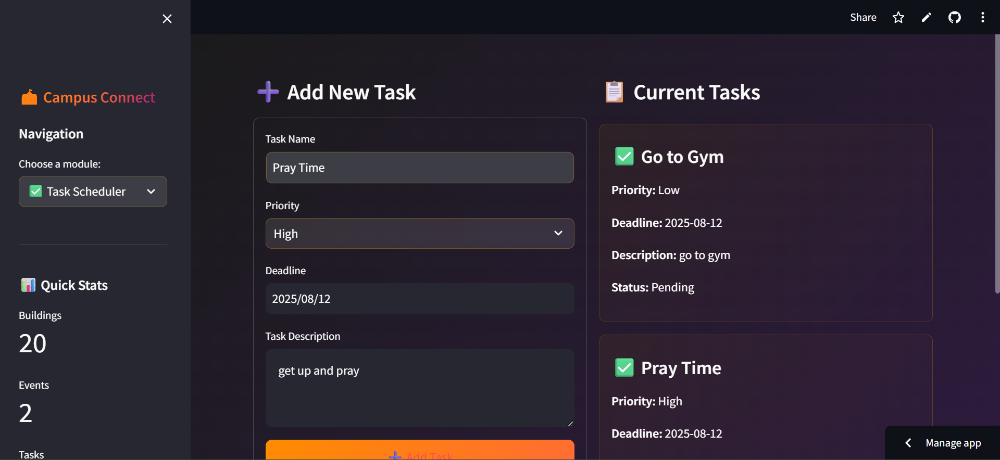 Share
Campus Connect
Navigation
Choose a module:
Task Scheduler
Quick Stats
Buildings
20
Events
2
Tasks
Add New Task
Task Name
Pray Time
Priority
High
Deadline
2025/08/12
Task Description
get up and pray
Add Task
Current Tasks
Go to Gym
Priority: Low
Deadline: 2025-08-12
Description: go to gym
Status: Pending
Pray Time
Priority: High
Deadline: 2025-08-12
Manage app